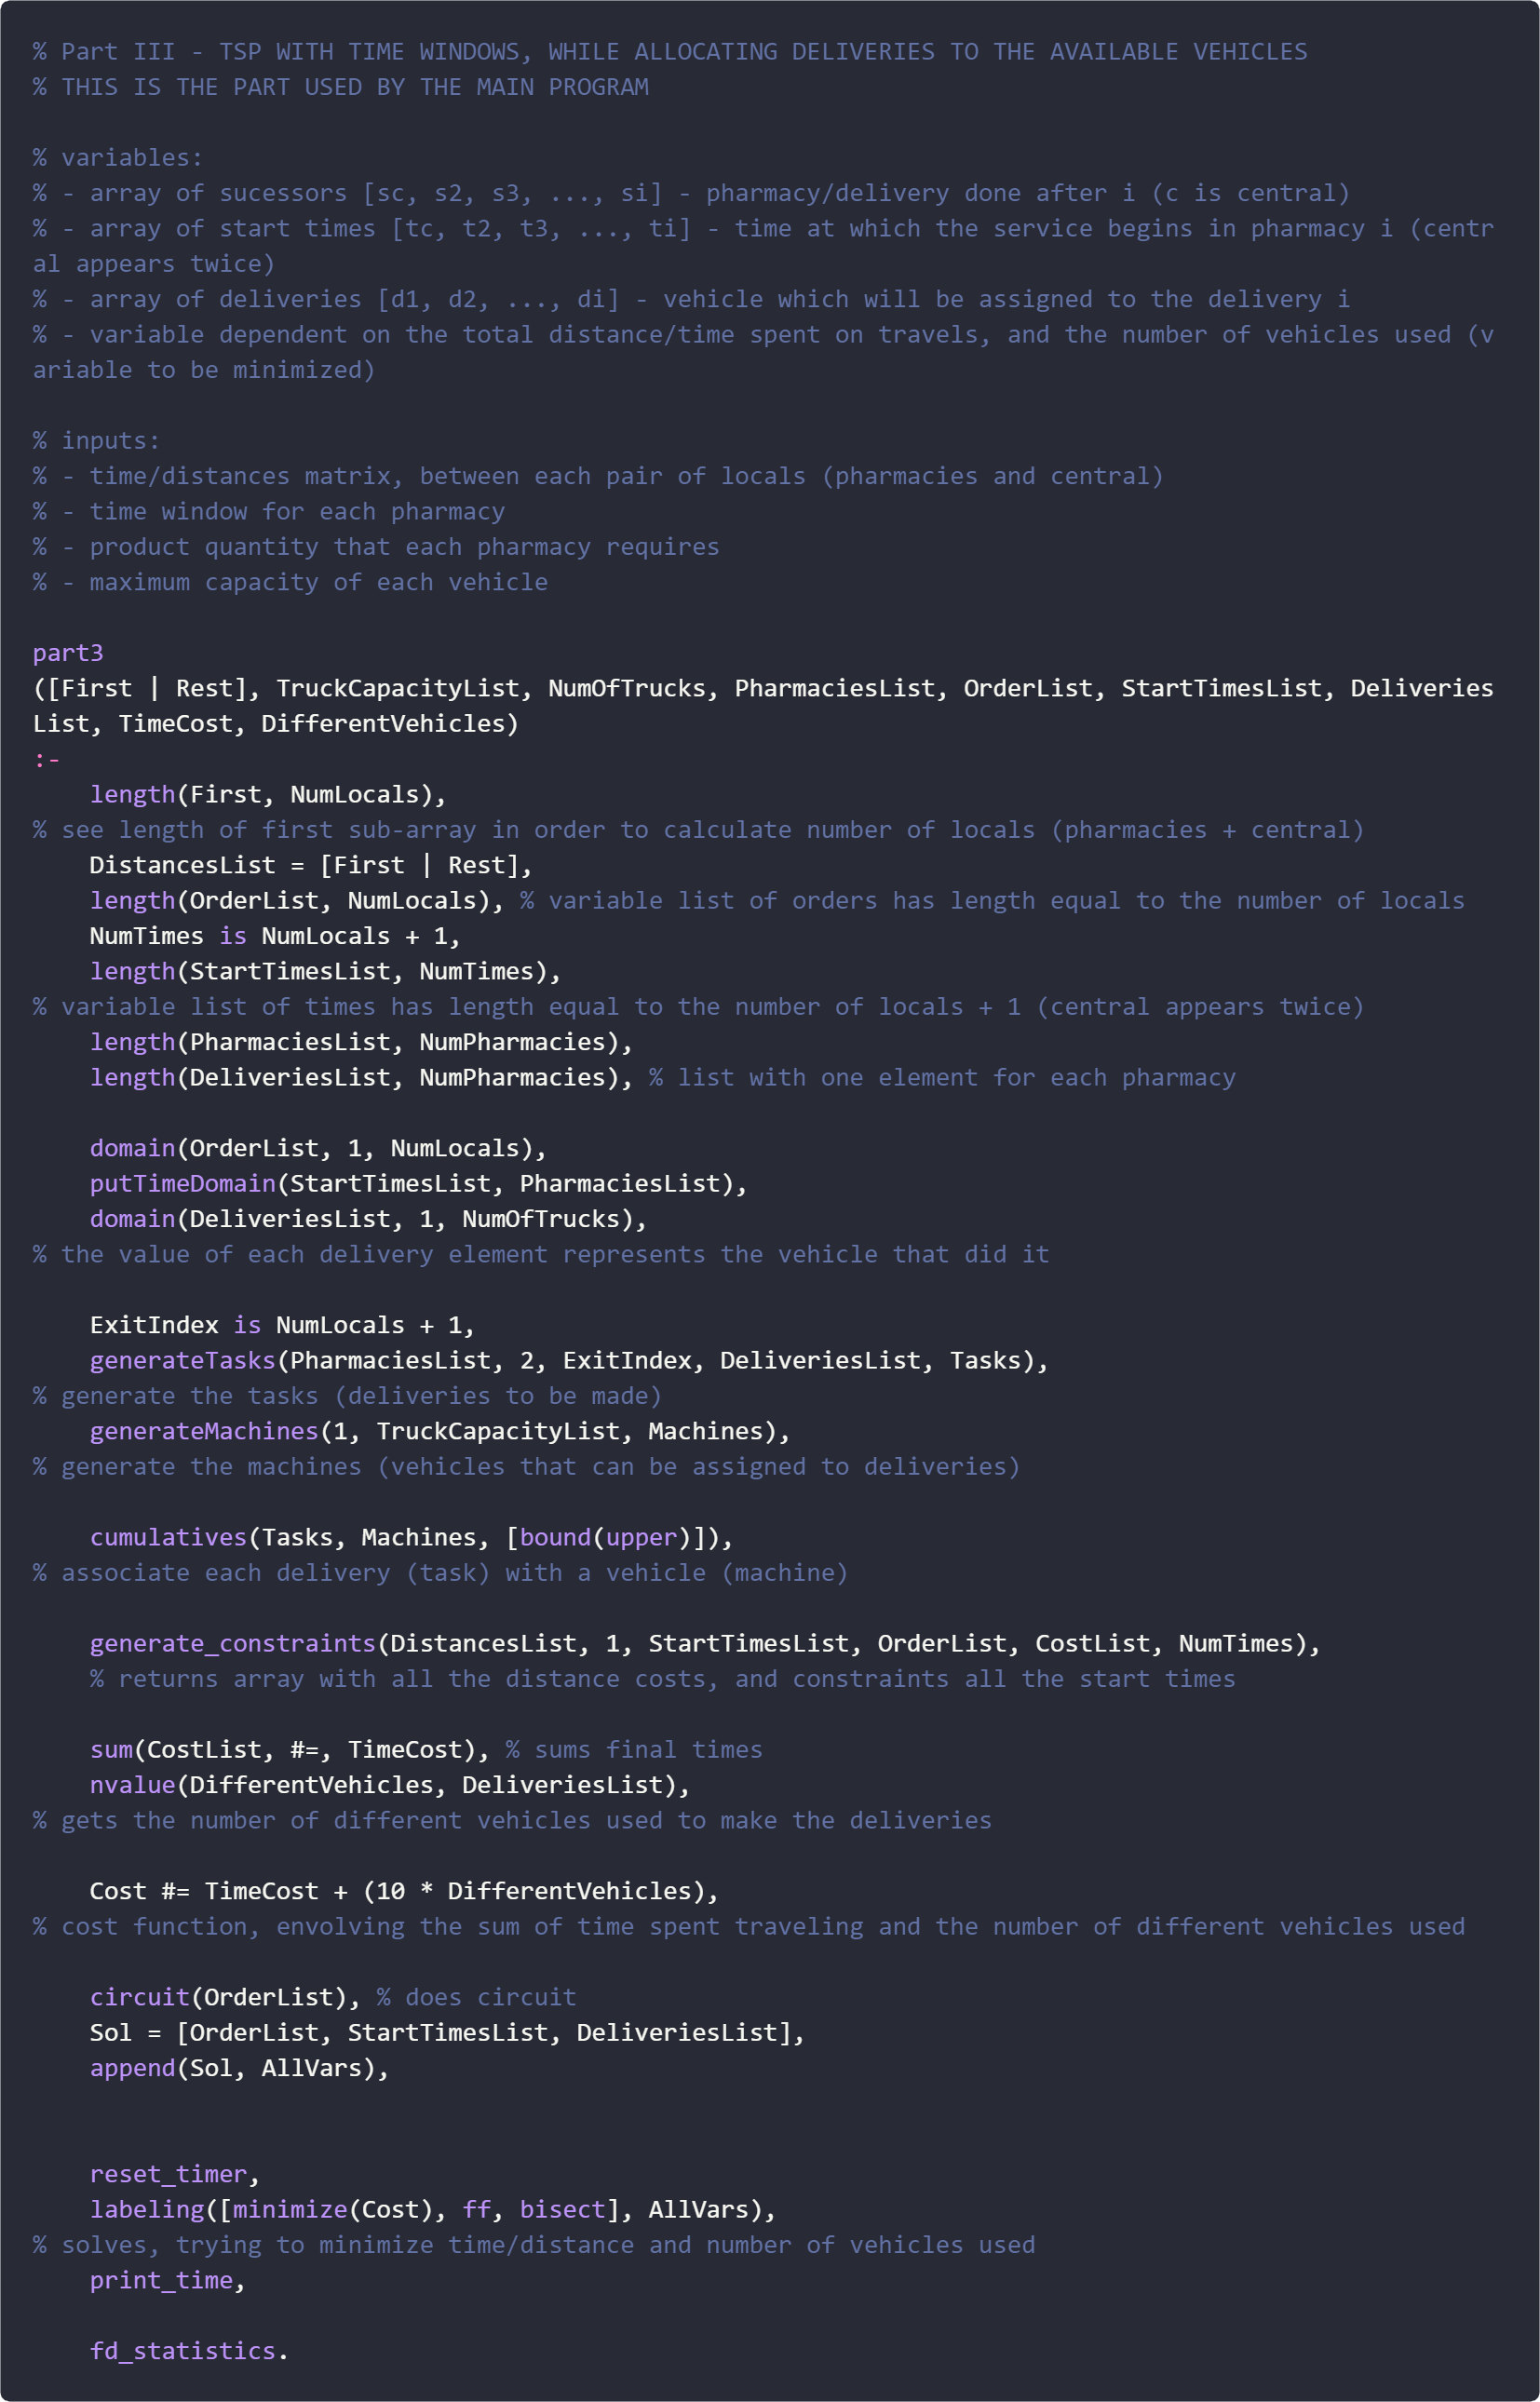 % Part III - TSP WITH TIME WINDOWS, WHILE ALLOCATING DELIVERIES TO THE AVAILABLE VEHICLES
% THIS IS THE PART USED BY THE MAIN PROGRAM
% variables:
% - array of sucessors [sc, s2, s3, ..., si] - pharmacy/delivery done after i (c is central)
% - array of start times [tc, t2, t3, ..., ti] - time at which the service begins in pharmacy i (centr
al appears twice)
% - array of deliveries [d1, d2, ..., di] - vehicle which will be assigned to the delivery i
% - variable dependent on the total distance/time spent on travels, and the number of vehicles used (v
ariable to be minimized)
% inputs:
% - time/distances matrix, between each pair of locals (pharmacies and central)
% - time window for each pharmacy
% - product quantity that each pharmacy requires
% - maximum capacity of each vehicle
part3
([First | Rest], TruckCapacityList, NumOfTrucks, PharmaciesList, OrderList, StartTimesList, Deliveries
List, TimeCost, DifferentVehicles)
:-
    length(First, NumLocals),
% see length of first sub-array in order to calculate number of locals (pharmacies + central)
    DistancesList = [First | Rest],
    length(OrderList, NumLocals), % variable list of orders has length equal to the number of locals
    NumTimes is NumLocals + 1,
    length(StartTimesList, NumTimes),
% variable list of times has length equal to the number of locals + 1 (central appears twice)
    length(PharmaciesList, NumPharmacies),
    length(DeliveriesList, NumPharmacies), % list with one element for each pharmacy
    domain(OrderList, 1, NumLocals),
    putTimeDomain(StartTimesList, PharmaciesList),
    domain(DeliveriesList, 1, NumOfTrucks),
% the value of each delivery element represents the vehicle that did it
    ExitIndex is NumLocals + 1,
    generateTasks(PharmaciesList, 2, ExitIndex, DeliveriesList, Tasks),
% generate the tasks (deliveries to be made)
    generateMachines(1, TruckCapacityList, Machines),
% generate the machines (vehicles that can be assigned to deliveries)
    cumulatives(Tasks, Machines, [bound(upper)]),
% associate each delivery (task) with a vehicle (machine)
    generate_constraints(DistancesList, 1, StartTimesList, OrderList, CostList, NumTimes),
    % returns array with all the distance costs, and constraints all the start times
    sum(CostList, #=, TimeCost), % sums final times
    nvalue(DifferentVehicles, DeliveriesList),
% gets the number of different vehicles used to make the deliveries
    Cost #= TimeCost + (10 * DifferentVehicles),
% cost function, envolving the sum of time spent traveling and the number of different vehicles used
    circuit(OrderList), % does circuit
    Sol = [OrderList, StartTimesList, DeliveriesList],
    append(Sol, AllVars),
    reset_timer,
    labeling([minimize(Cost), ff, bisect], AllVars),
% solves, trying to minimize time/distance and number of vehicles used
    print_time,
    fd_statistics.